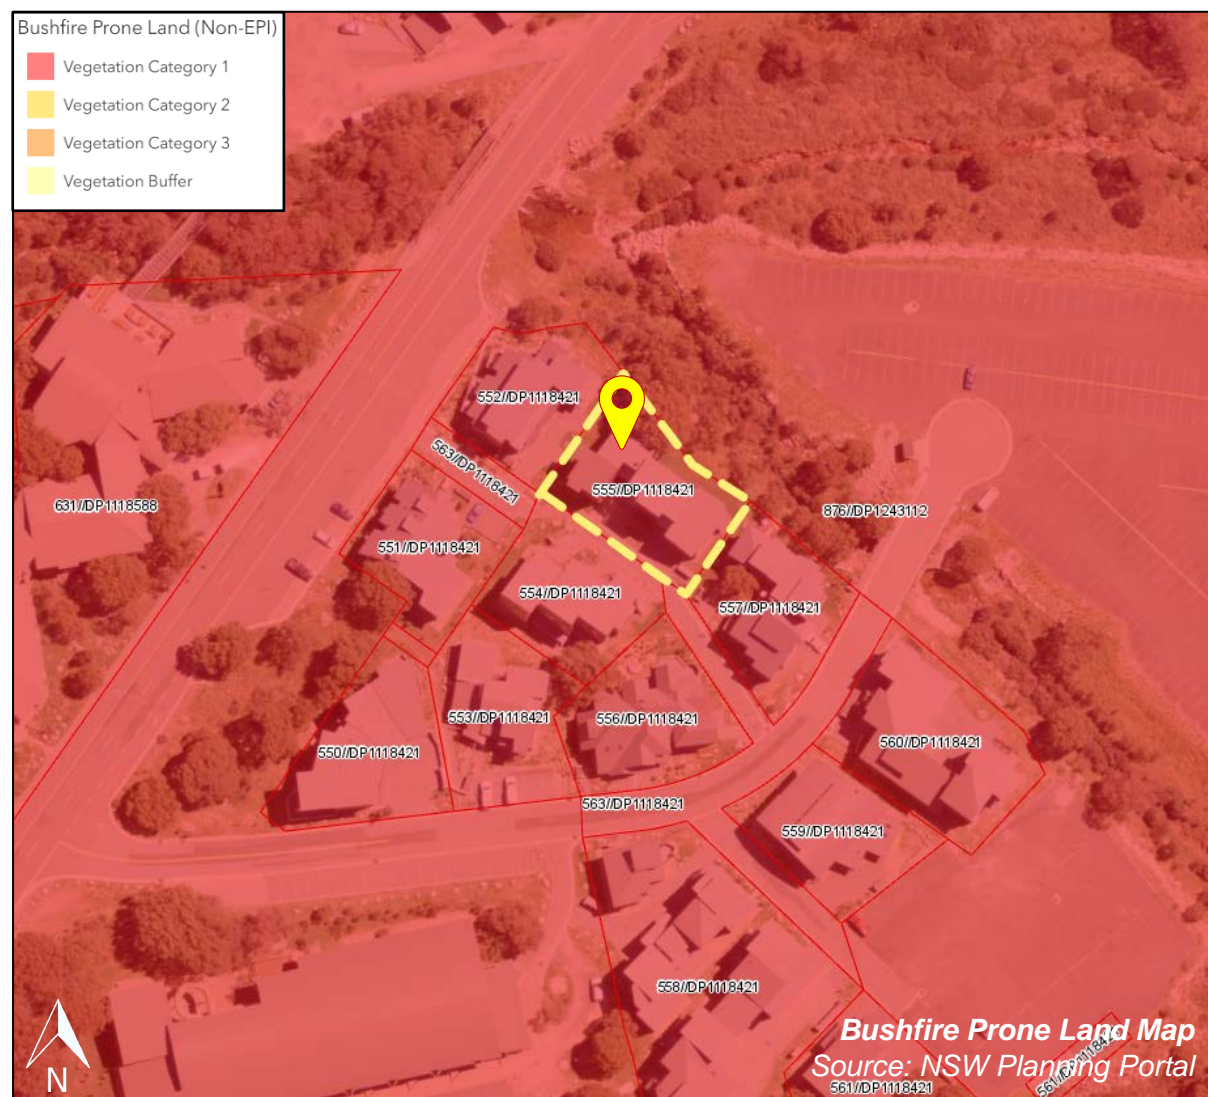 Bushfire Prone Land (Non-EPI)
Vegetation Category 1
Vegetation Category 2
Vegetation Category 3
Vegetation Buffer
552//DP1118421
563//DP1118421
555//DP1118421
631//DP1118588
876//DP1243112
551//DP1118421
554//DP1118421
557//DP1118421
553//DP1118421
556//DP1118421
550//DP1118421
560//DP1118421
563//DP1118421
559//DP1118421
558//DP1118421
Bushfire Prone Land Map
Source: NSW Planning Portal
561//DP1118421
561//DP1118421
N